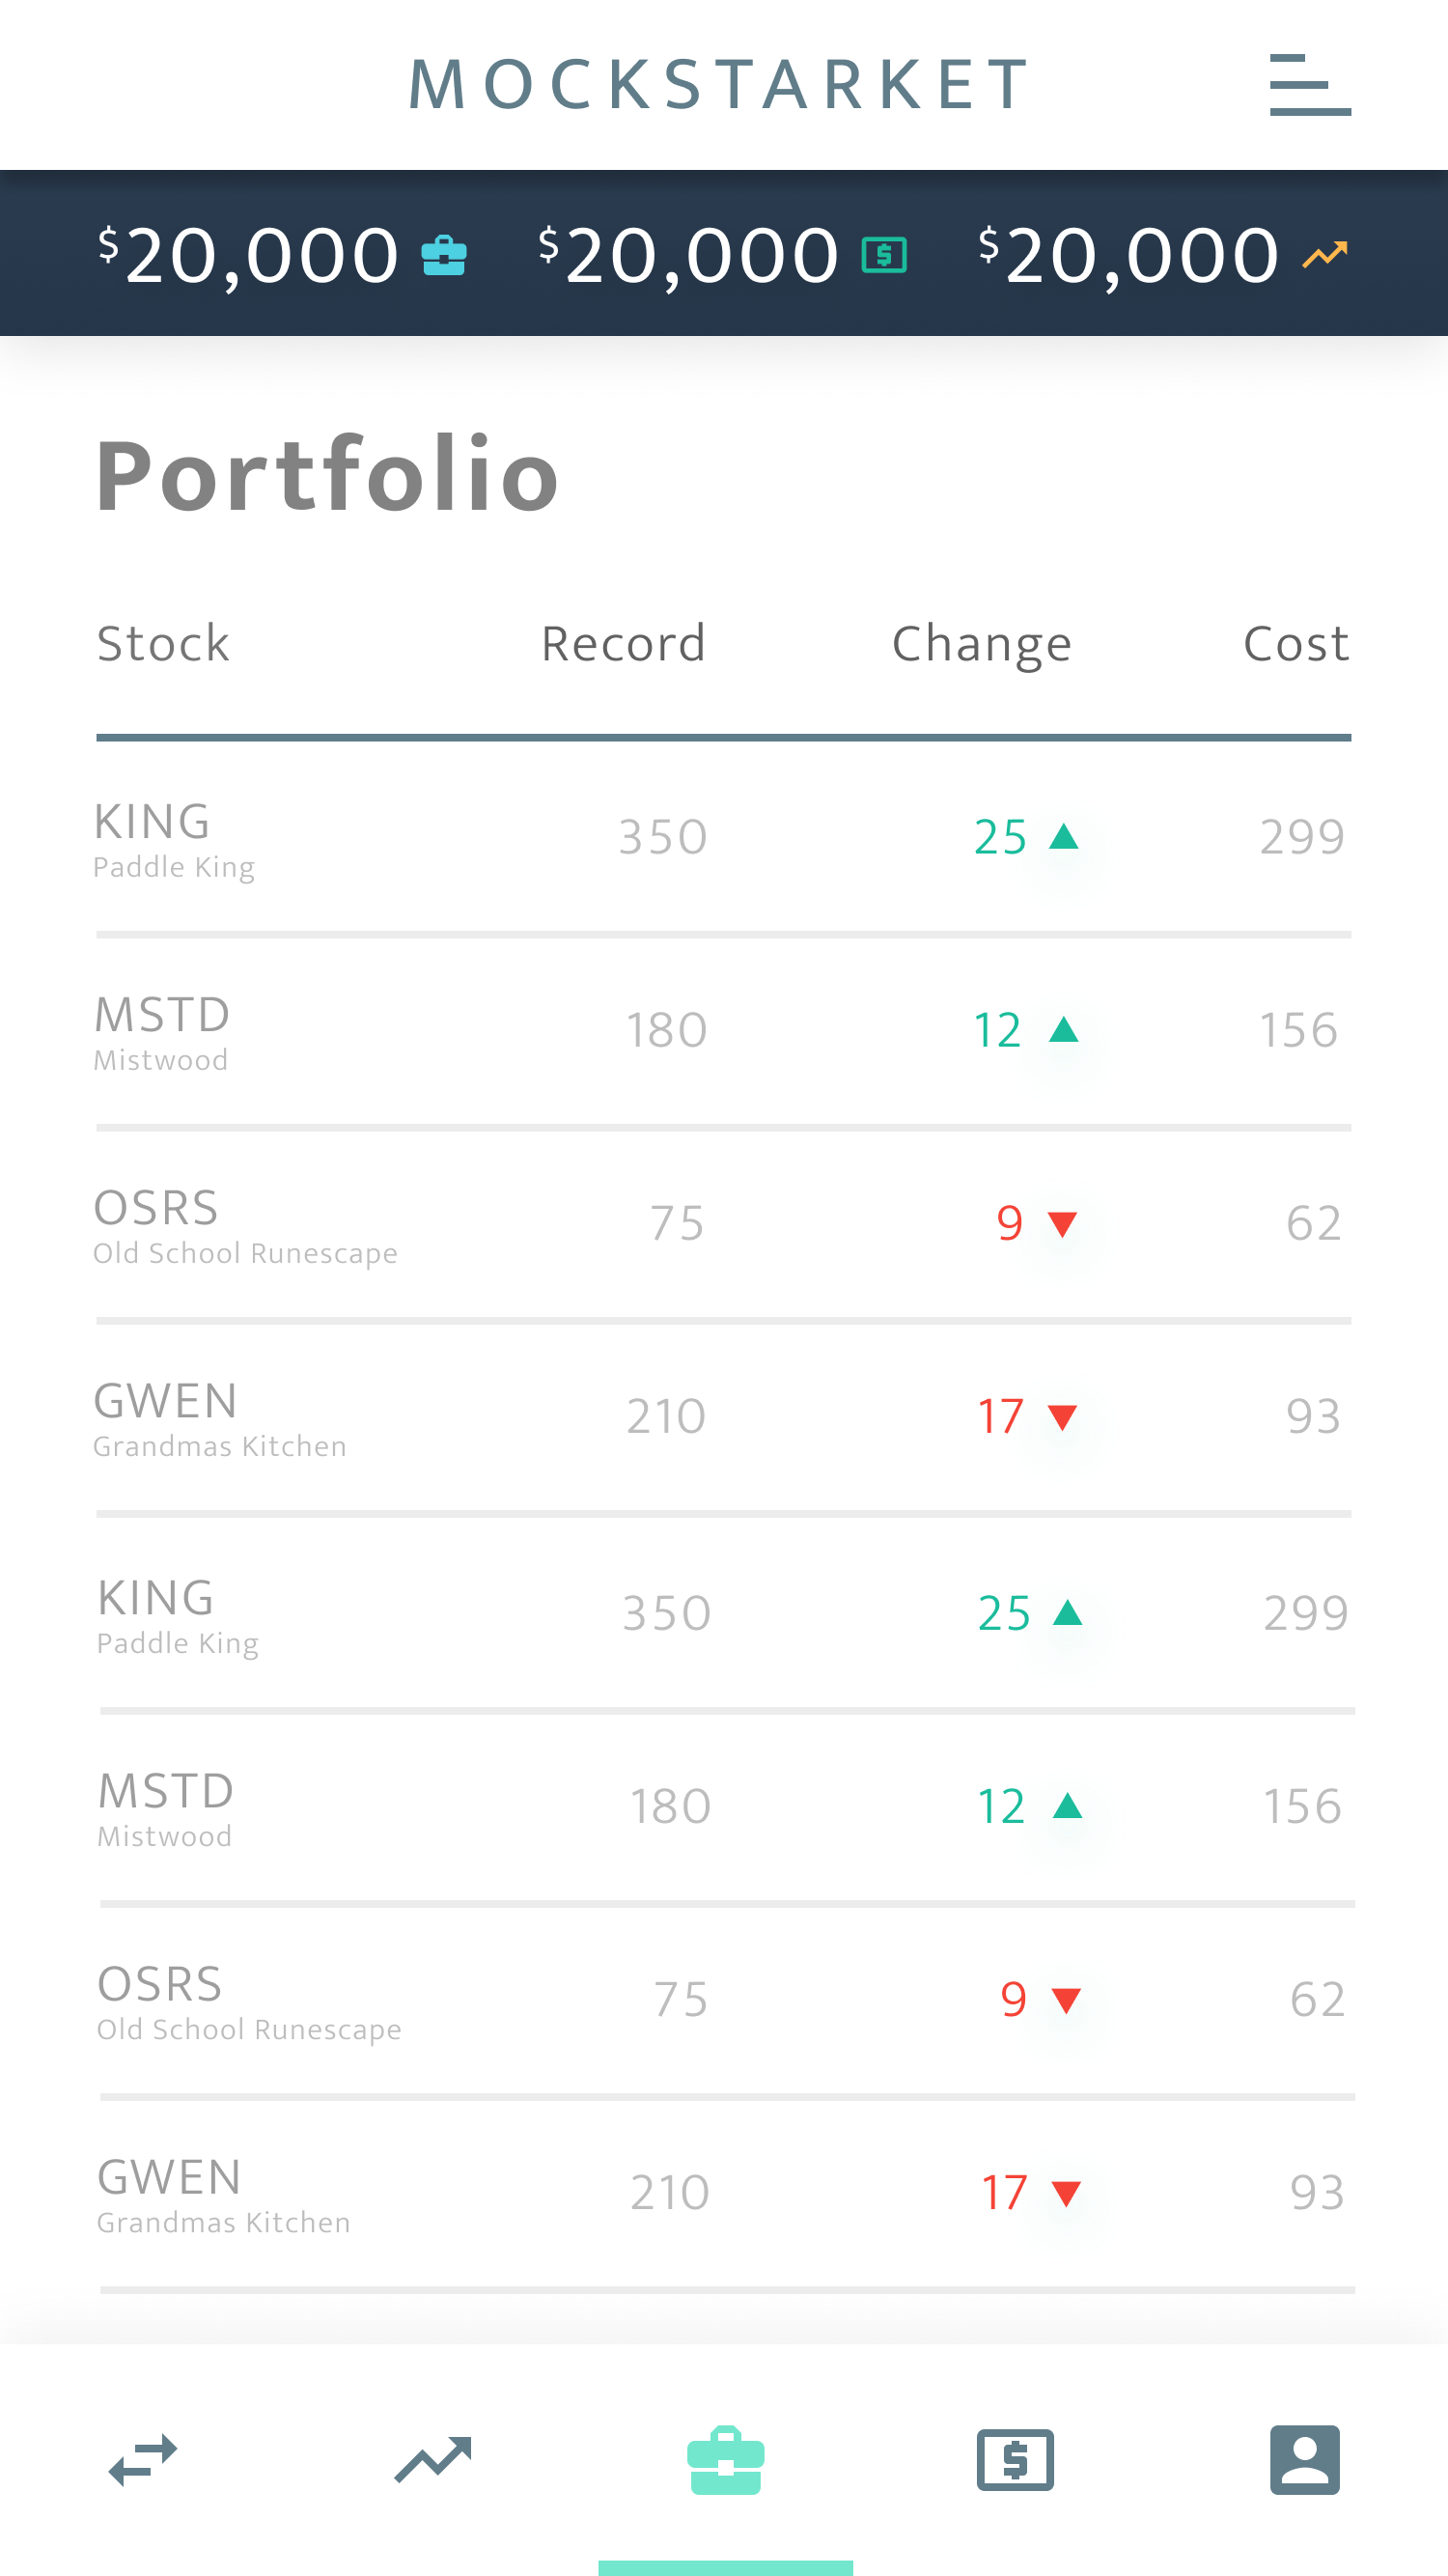 MOCKSTARKET
$20,000 $20,000 $20,000
Portfolio
Stock Record Change Cost
KING 350 25 ▲ 299
Paddle King
MSTD 180 12 ▲ 156
Mistwood
OSRS 75 9 ▼ 62
Old School Runescape
GWEN 210 17 ▼ 93
Grandmas Kitchen
KING 350 25 ▲ 299
Paddle King
MSTD 180 12 ▲ 156
Mistwood
OSRS 75 9 ▼ 62
Old School Runescape
GWEN 210 17 ▼ 93
Grandmas Kitchen